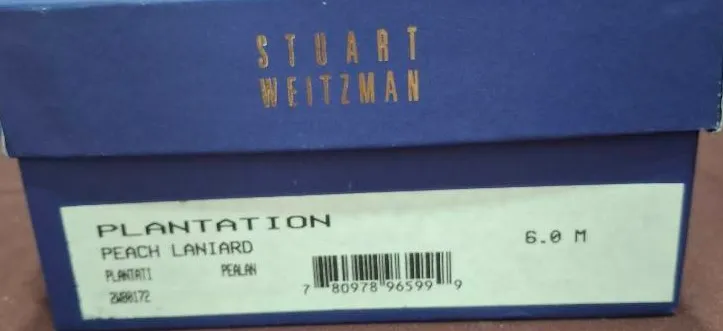 STUART
WEITZMAN
PLANTATION
PEACH LANIARD
6.0 M
PLANTATI PEALAN
7 80978 96599 9